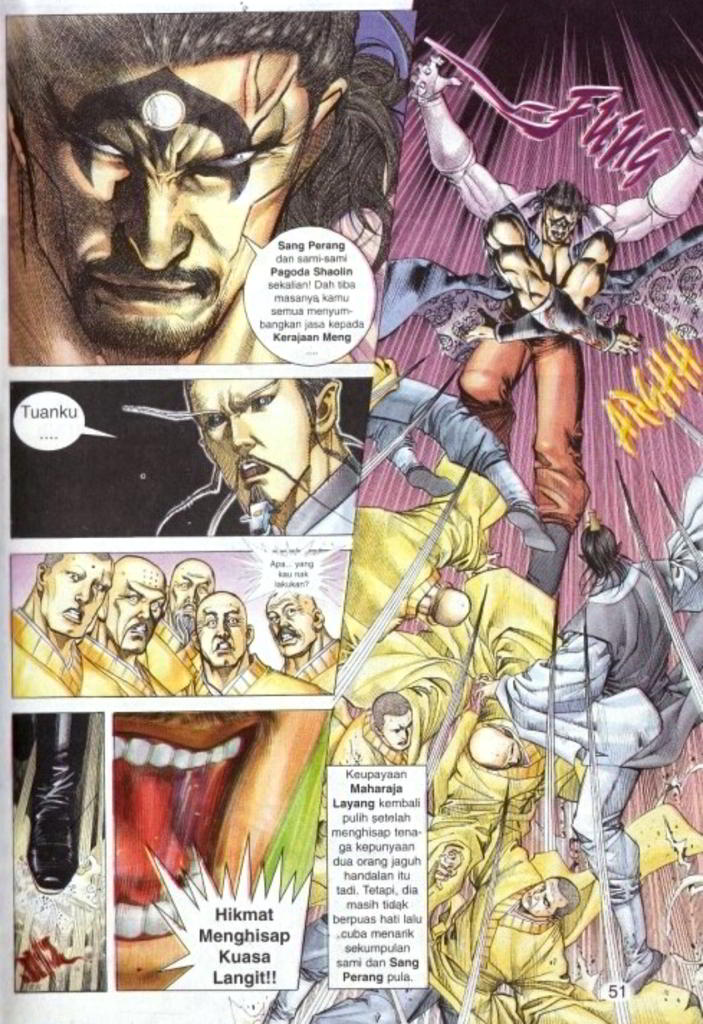 Sang Perang
dan sami-sami
Pagoda Shaolin
sekalian! Dah tiba
masanya kamu
semua menyum-
bangkan jasa kepada
Kerajaan Meng
....
FUNG
Tuanku
....
ARGHH
Apa... yang
kau nak
lakukan?
Hikmat
Menghisap
Kuasa
Langit!!
Keupayaan
Maharaja
Layang kembali
pulih setelah
menghisap tena-
ga kepunyaan
dua orang jaguh
handalan itu
tadi. Tetapi, dia
masih tidak
berpuas hati lalu
cuba menarik
sekumpulan
sami dan Sang
Perang pula.
51